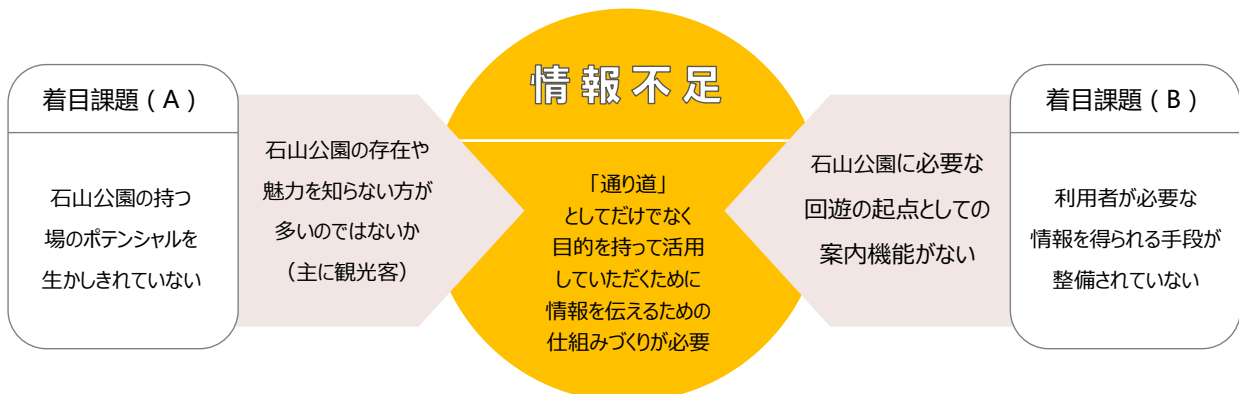 着目課題（A）
石山公園の持つ
場のポテンシャルを
生かしきれていない
石山公園の存在や
魅力を知らない方が
多いのではないか
（主に観光客）
情報不足
「通り道」
としてだけでなく
目的を持って活用
していただくために
情報を伝えるための
仕組みづくりが必要
石山公園に必要な
回遊の起点としての
案内機能がない
着目課題（B）
利用者が必要な
情報を得られる手段が
整備されていない